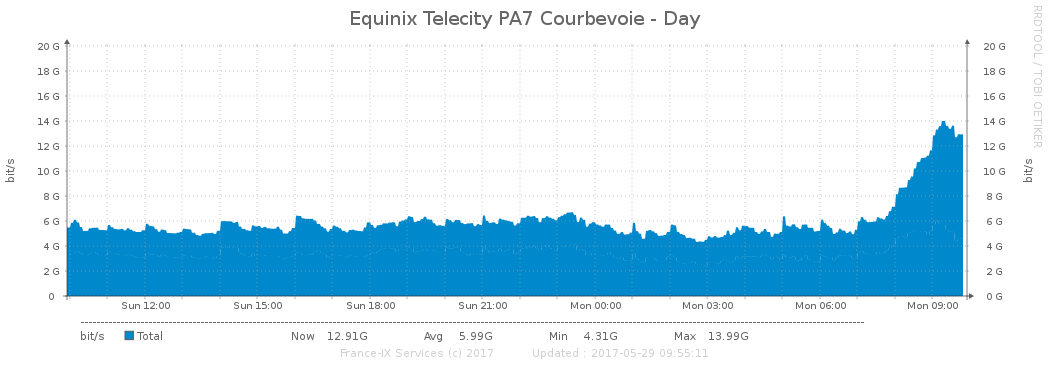 Equinix Telecity PA7 Courbevoie - Day
RRDTOOL / TOBI OETIKER
bit/s
20 G 20 G
18 G 18 G
16 G 16 G
14 G 14 G
12 G 12 G
10 G 10 G
8 G 8 G
6 G 6 G
4 G 4 G
2 G 2 G
0 0 G
bit/s
Sun 12:00 Sun 15:00 Sun 18:00 Sun 21:00 Mon 00:00 Mon 03:00 Mon 06:00 Mon 09:00
bit/s Total Now 12.91G Avg 5.99G Min 4.31G Max 13.99G
France-IX Services (c) 2017 Updated : 2017-05-29 09:55:11